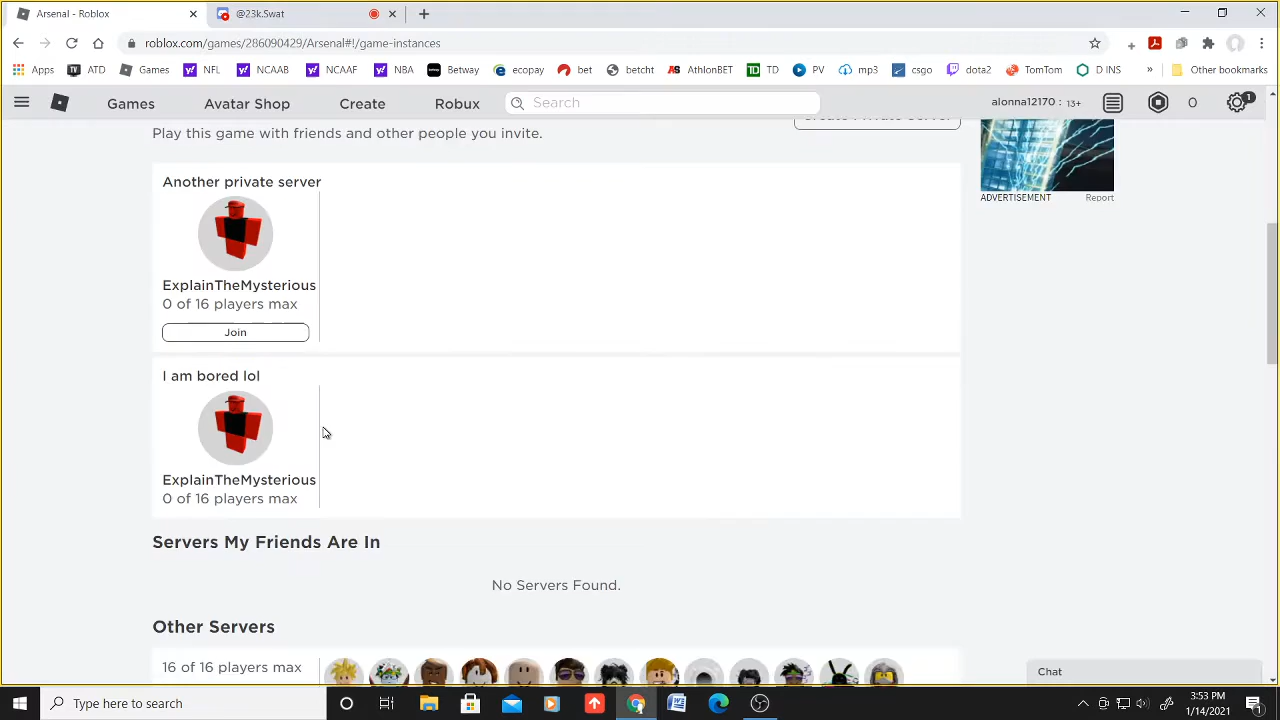 Arsenal - Roblox
@23k.Swat
roblox.com/games/286090429/Arsenal#!/game-instances
Apps ATD Games NFL NCAAB NCAAF NBA Betway ecopay bet betcht AthlonBET TD PV mp3 csgo dota2 TomTom D INS » Other bookmarks
Games Avatar Shop Create Robux Search alonna12170 : 13+ 0 1
Play this game with friends and other people you invite.
Create Private Server
ADVERTISEMENT Report
Another private server
ExplainTheMysterious
0 of 16 players max
Join
I am bored lol
ExplainTheMysterious
0 of 16 players max
Servers My Friends Are In
No Servers Found.
Other Servers
16 of 16 players max
Chat
Type here to search
3:53 PM
1/14/2021
1